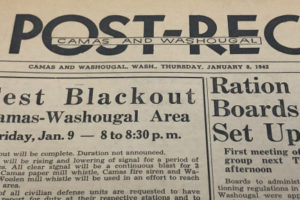 POST-REC
CAMAS AND WASHOUGAL
CAMAS AND WASHOUGAL, WASH., THURSDAY, JANUARY 8, 1942
est Blackout
amas-Washougal Area
riday, Jan. 9 — 8 to 8:30 p. m.
out will be complete. Duration not announced.
will be rising and lowering of signal for a period of
es. All clear signal will be a continuous blast for 2
Camas paper mill whistle, Camas fire siren and Wa-
Woolen mill whistle will be used in an effort to reach
area.
of all civilian defense units are requested to have
for duty at their respective stations and
Ration
Boards
Set Up
First meeting of
group next T
afternoon
Boards to administ
tioning regulations in
Washougal were appoi